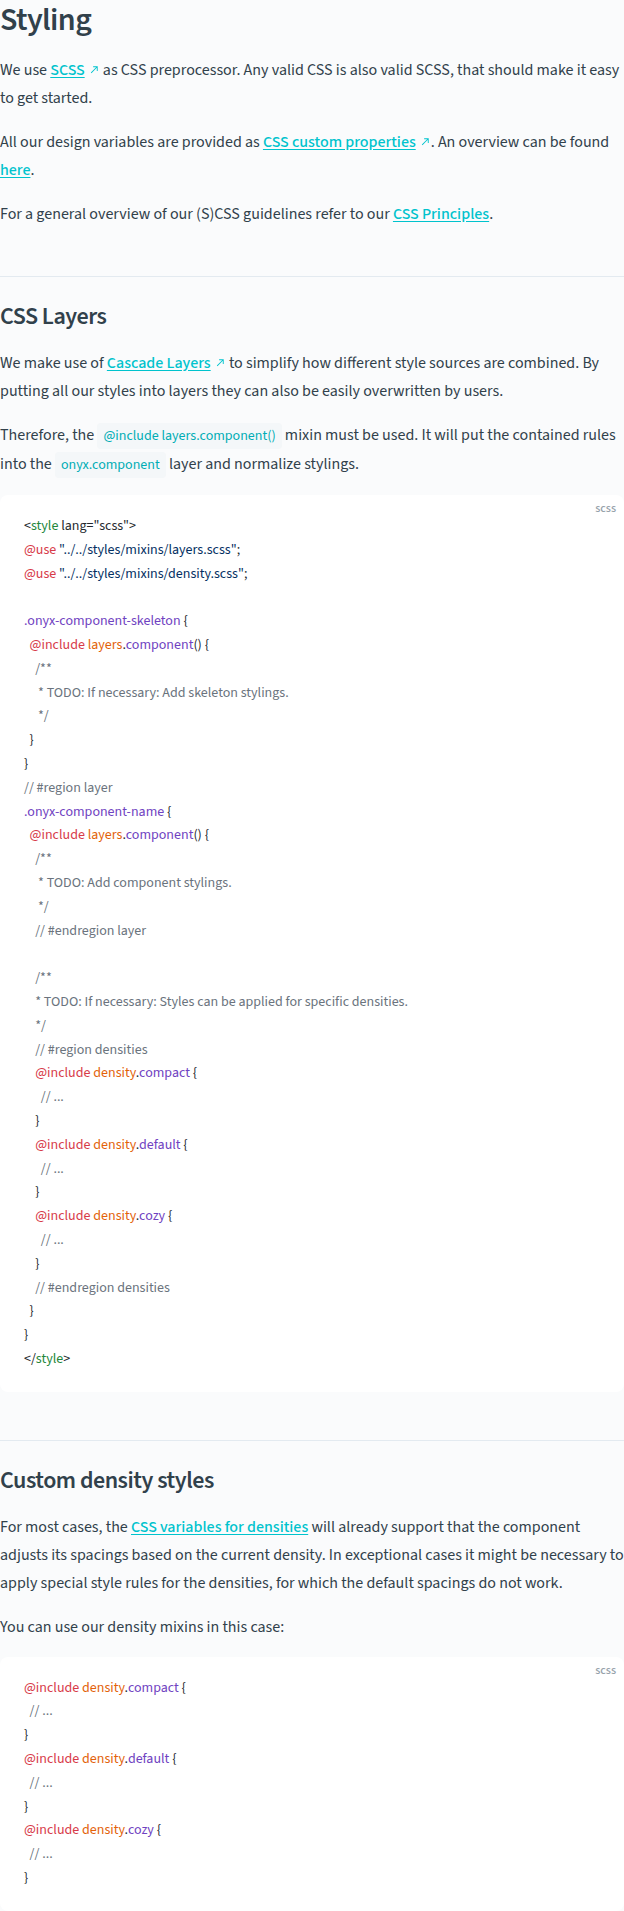 Styling
We use SCSS ↗ as CSS preprocessor. Any valid CSS is also valid SCSS, that should make it easy
to get started.
All our design variables are provided as CSS custom properties ↗. An overview can be found
here.
For a general overview of our (S)CSS guidelines refer to our CSS Principles.
CSS Layers
We make use of Cascade Layers ↗ to simplify how different style sources are combined. By
putting all our styles into layers they can also be easily overwritten by users.
Therefore, the @include layers.component() mixin must be used. It will put the contained rules
into the onyx.component layer and normalize stylings.
scss
<style lang="scss">
@use "../../styles/mixins/layers.scss";
@use "../../styles/mixins/density.scss";
.onyx-component-skeleton {
  @include layers.component() {
    /**
     * TODO: If necessary: Add skeleton stylings.
     */
  }
}
// #region layer
.onyx-component-name {
  @include layers.component() {
    /**
     * TODO: Add component stylings.
     */
    // #endregion layer
    /**
    * TODO: If necessary: Styles can be applied for specific densities.
    */
    // #region densities
    @include density.compact {
      // ...
    }
    @include density.default {
      // ...
    }
    @include density.cozy {
      // ...
    }
    // #endregion densities
  }
}
</style>
Custom density styles
For most cases, the CSS variables for densities will already support that the component
adjusts its spacings based on the current density. In exceptional cases it might be necessary to
apply special style rules for the densities, for which the default spacings do not work.
You can use our density mixins in this case:
scss
@include density.compact {
  // ...
}
@include density.default {
  // ...
}
@include density.cozy {
  // ...
}